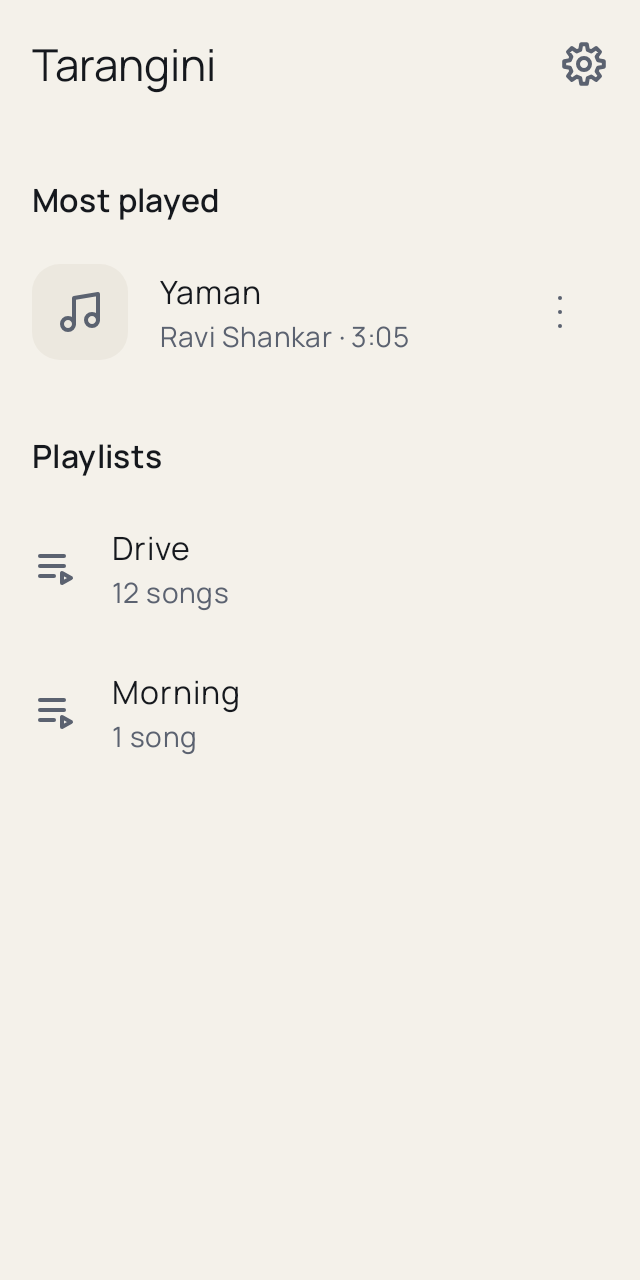 Tarangini
Most played
Yaman
Ravi Shankar · 3:05
Playlists
Drive
12 songs
Morning
1 song